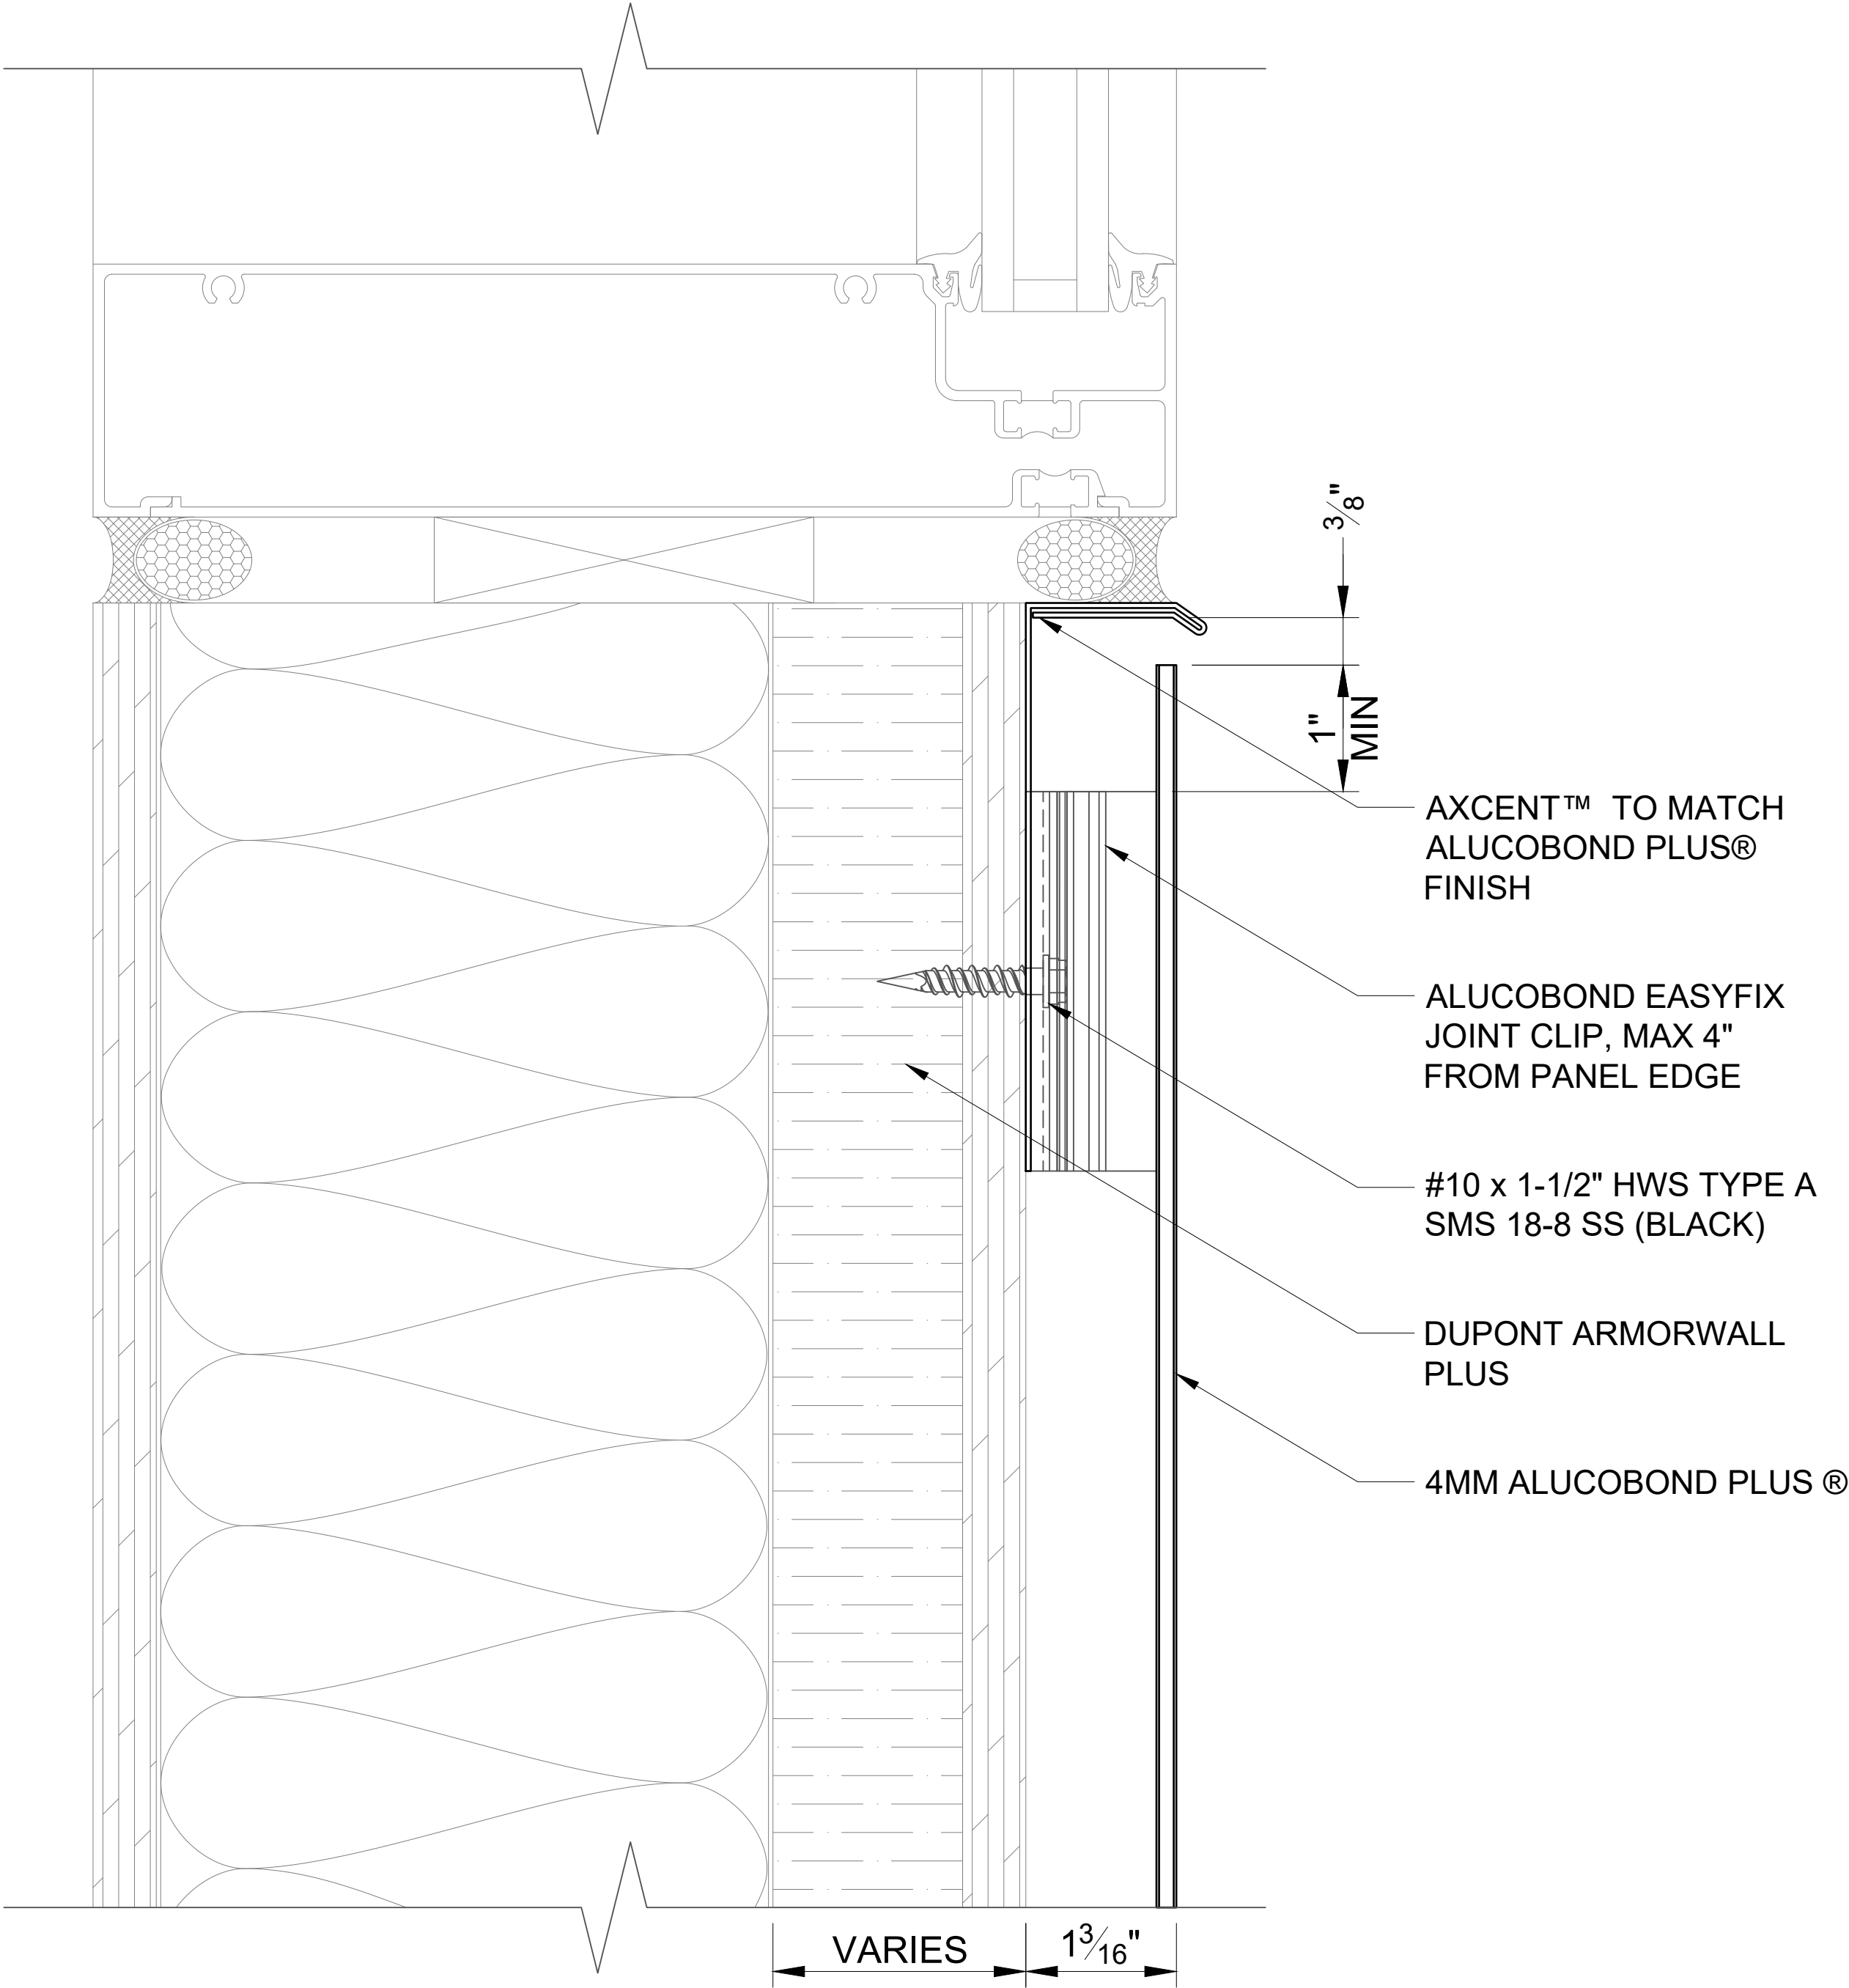 3/8"
1"
MIN
AXCENT™ TO MATCH
ALUCOBOND PLUS®
FINISH
ALUCOBOND EASYFIX
JOINT CLIP, MAX 4"
FROM PANEL EDGE
#10 x 1-1/2" HWS TYPE A
SMS 18-8 SS (BLACK)
DUPONT ARMORWALL
PLUS
4MM ALUCOBOND PLUS ®
VARIES
1 3/16"